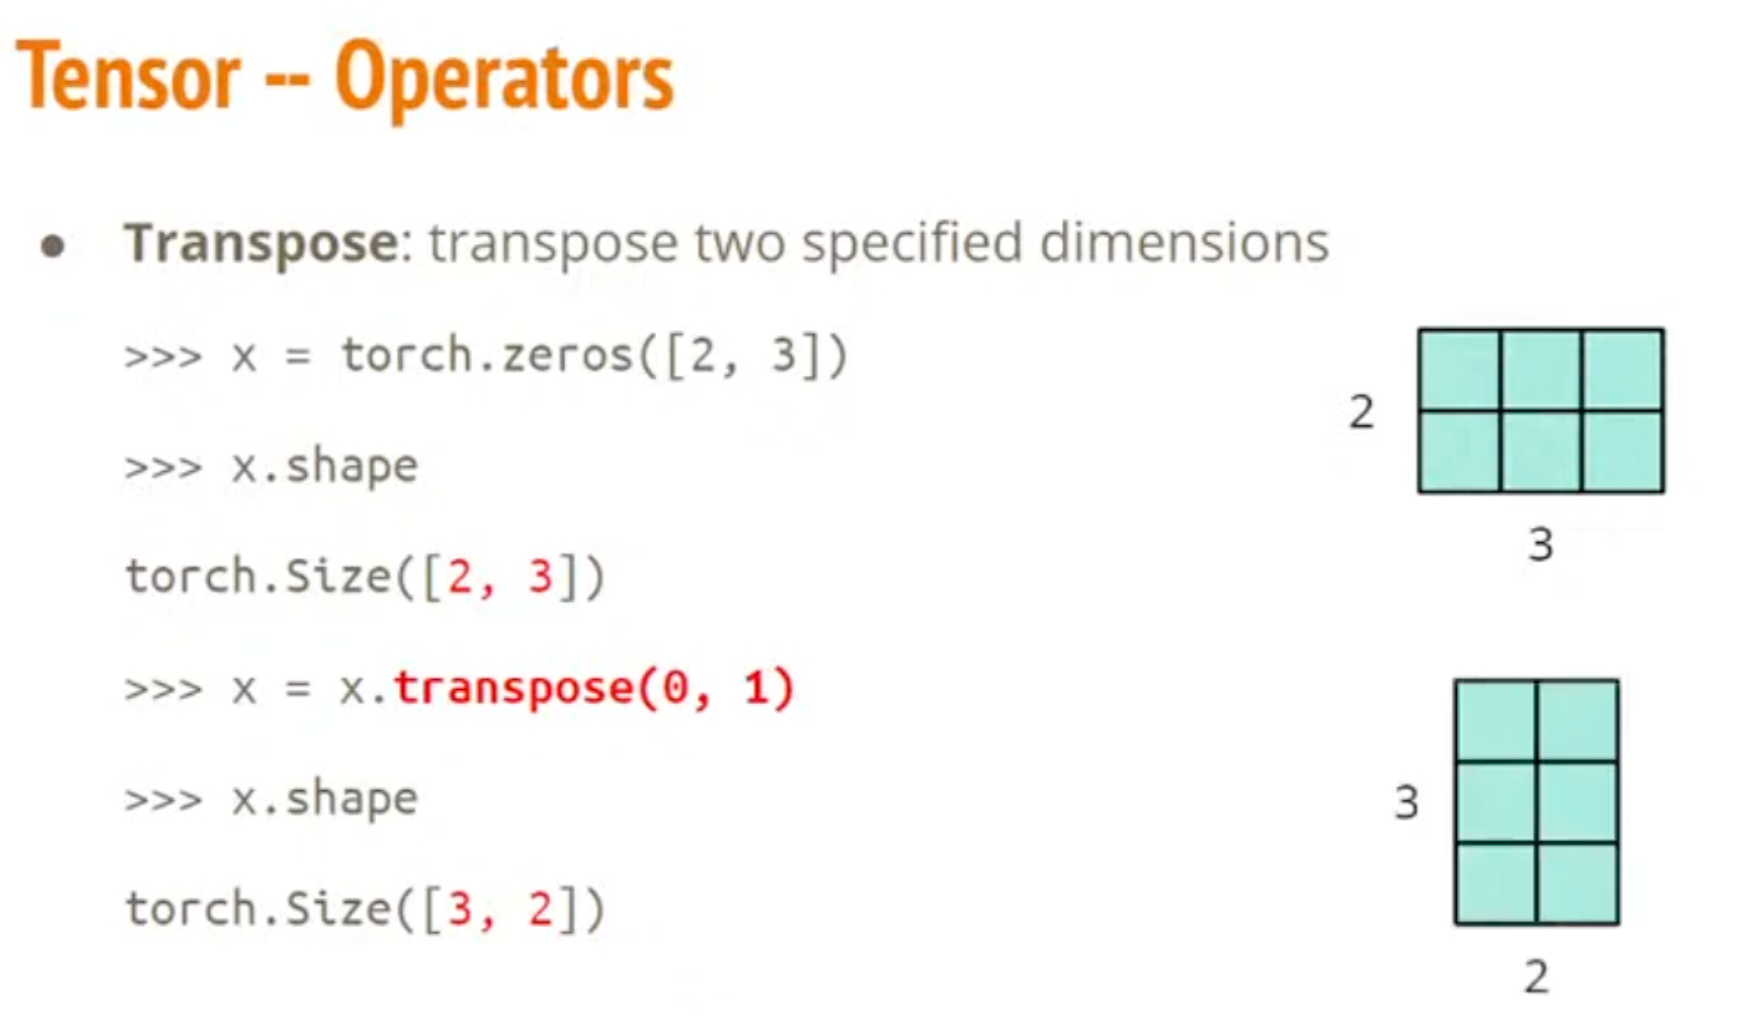 Tensor -- Operators
● Transpose: transpose two specified dimensions
>>> x = torch.zeros([2, 3])
>>> x.shape
torch.Size([2, 3])
>>> x = x.transpose(0, 1)
>>> x.shape
torch.Size([3, 2])
2
3
3
2